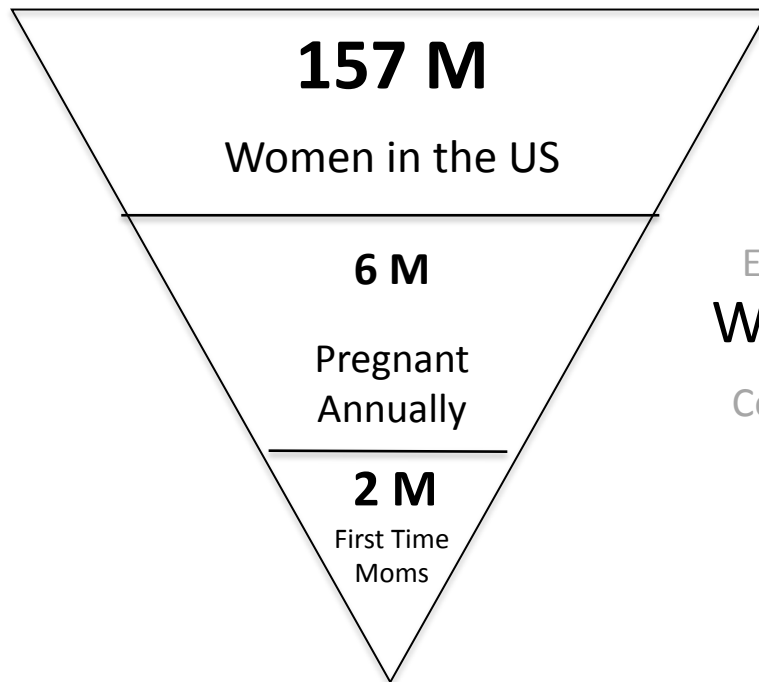 157 M
Women in the US
6 M
Pregnant
Annually
2 M
First Time
Moms